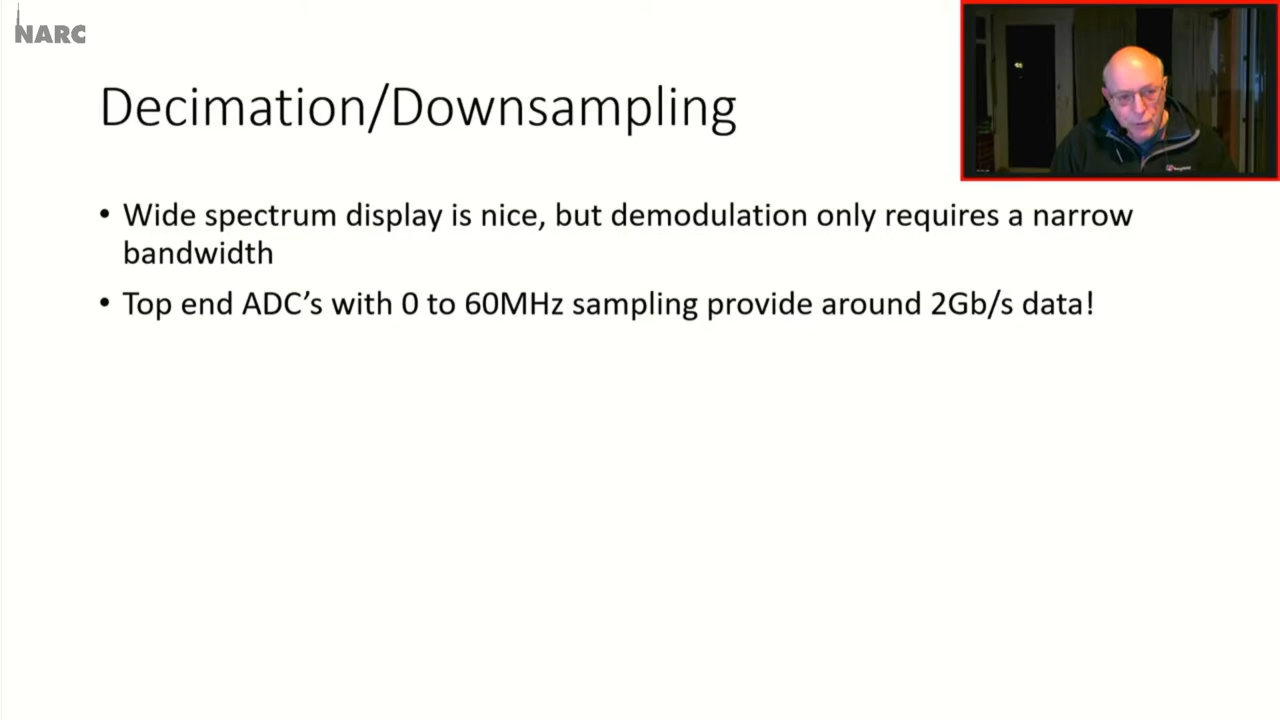 NARC
Decimation/Downsampling
• Wide spectrum display is nice, but demodulation only requires a narrow
bandwidth
• Top end ADC’s with 0 to 60MHz sampling provide around 2Gb/s data!